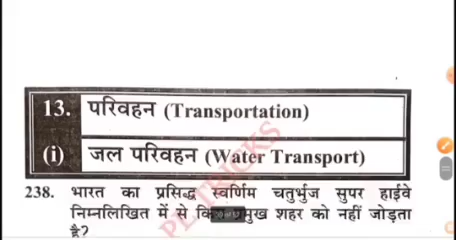 13. परिवहन (Transportation)
(i) जल परिवहन (Water Transport)
238. भारत का प्रसिद्ध स्वर्णिम चतुर्भुज सुपर हाईवे
निम्नलिखित में से शहर को नहीं जोड़ता
है?